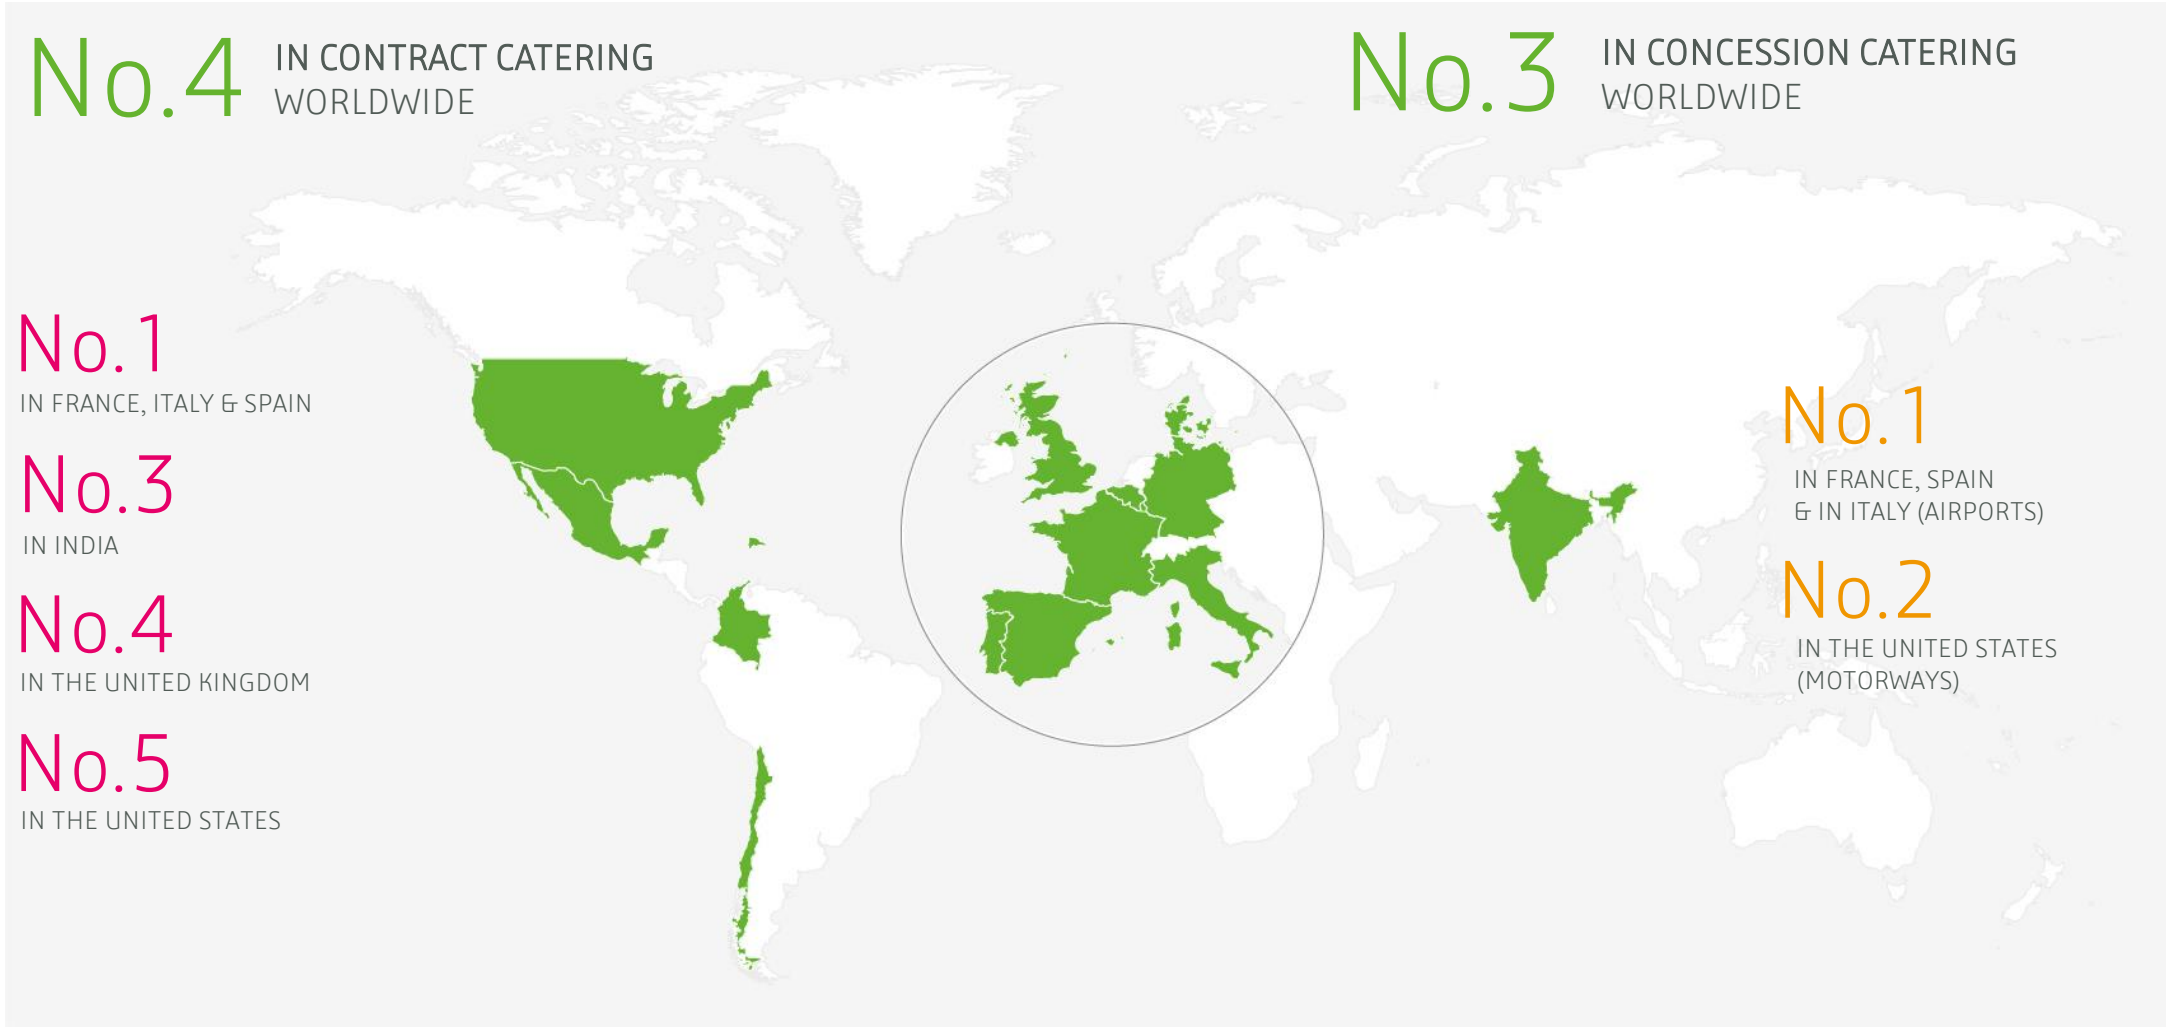 No.4
IN CONTRACT CATERING
WORLDWIDE
No.3
IN CONCESSION CATERING
WORLDWIDE
No.1
IN FRANCE, ITALY & SPAIN
No.3
IN INDIA
No.4
IN THE UNITED KINGDOM
No.5
IN THE UNITED STATES
No.1
IN FRANCE, SPAIN
& IN ITALY (AIRPORTS)
No.2
IN THE UNITED STATES
(MOTORWAYS)